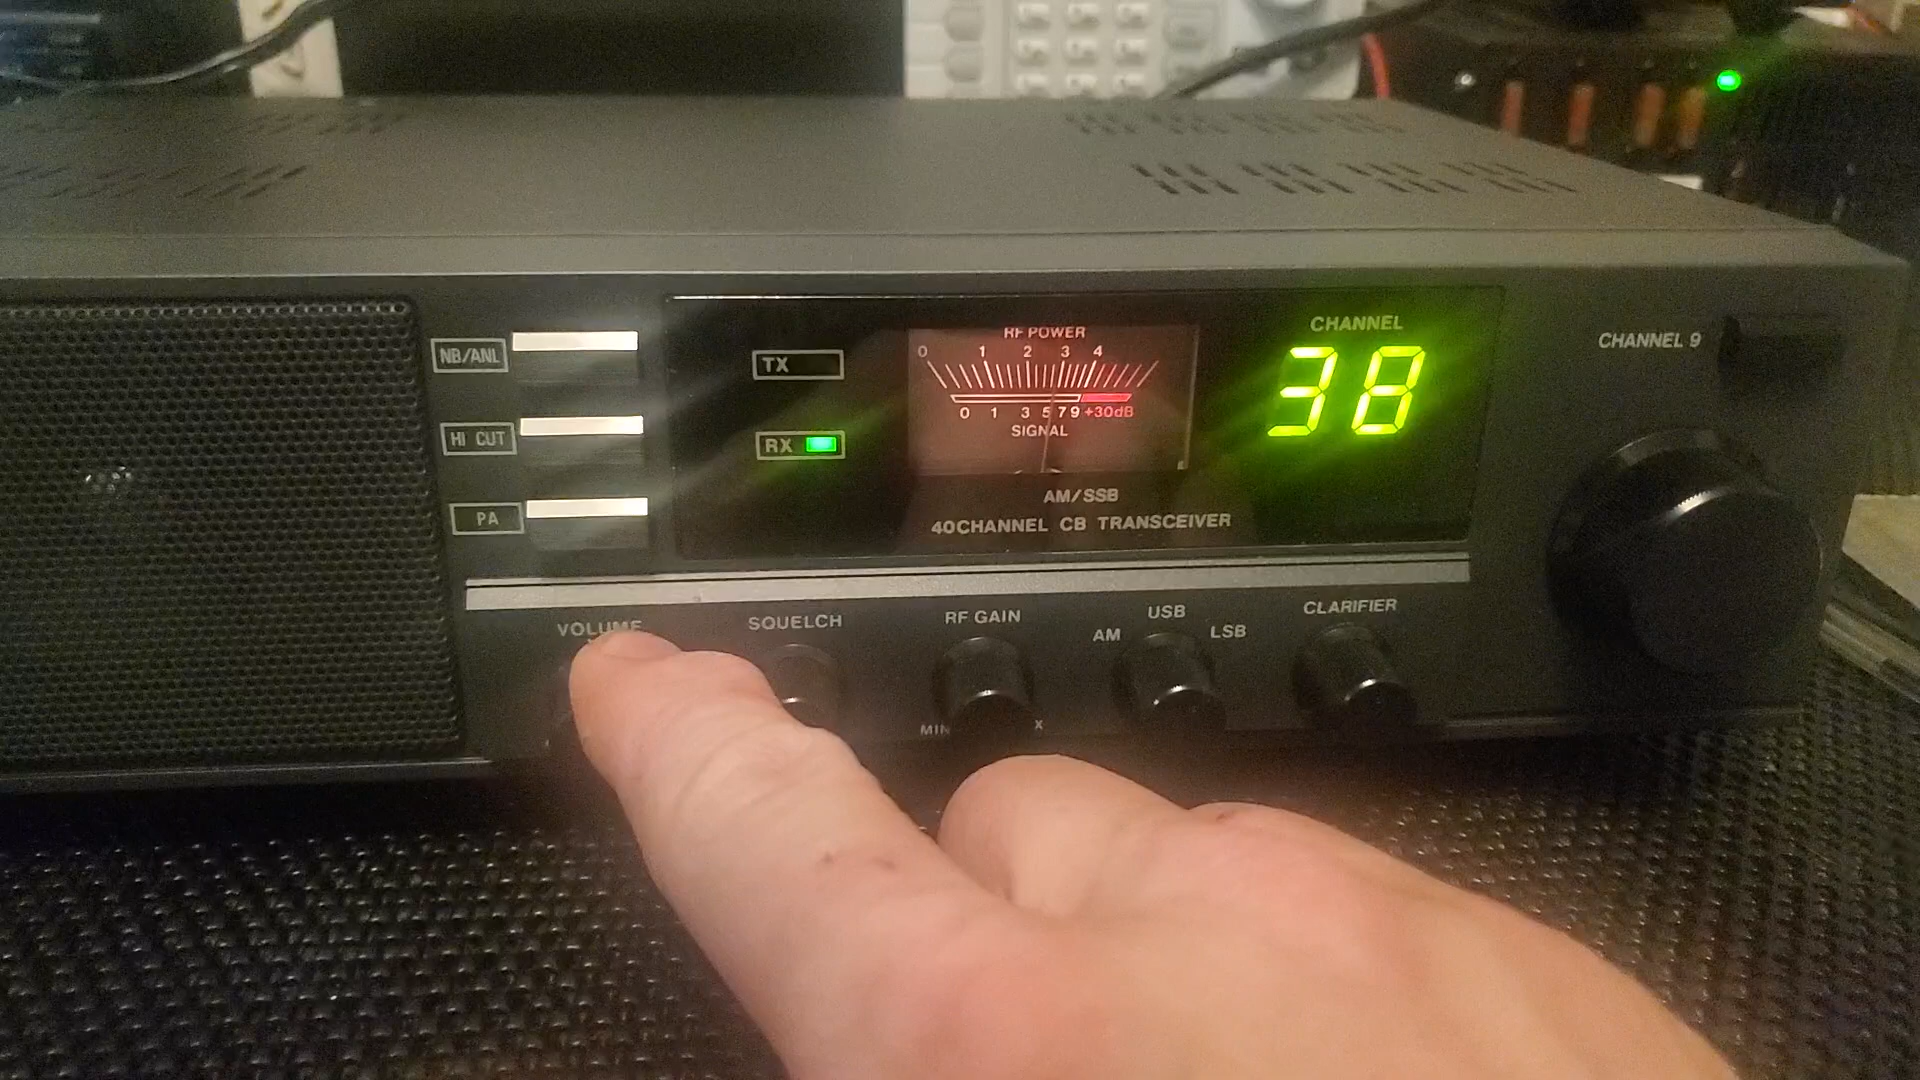 NB/ANL
HI CUT
PA
TX
RX
RF POWER
0 1 2 3 4
0 1 3 5 7 9 +30dB
SIGNAL
AM/SSB
40CHANNEL CB TRANSCEIVER
CHANNEL
38
CHANNEL 9
VOLUME
SQUELCH
RF GAIN
MIN
AM
USB
LSB
CLARIFIER